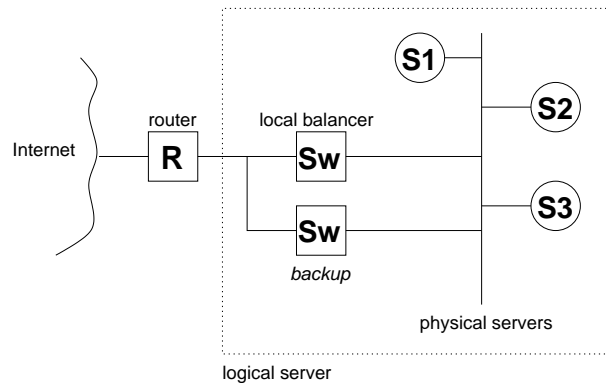 S1
router
local balancer
S2
Internet
R
Sw
S3
Sw
backup
physical servers
logical server